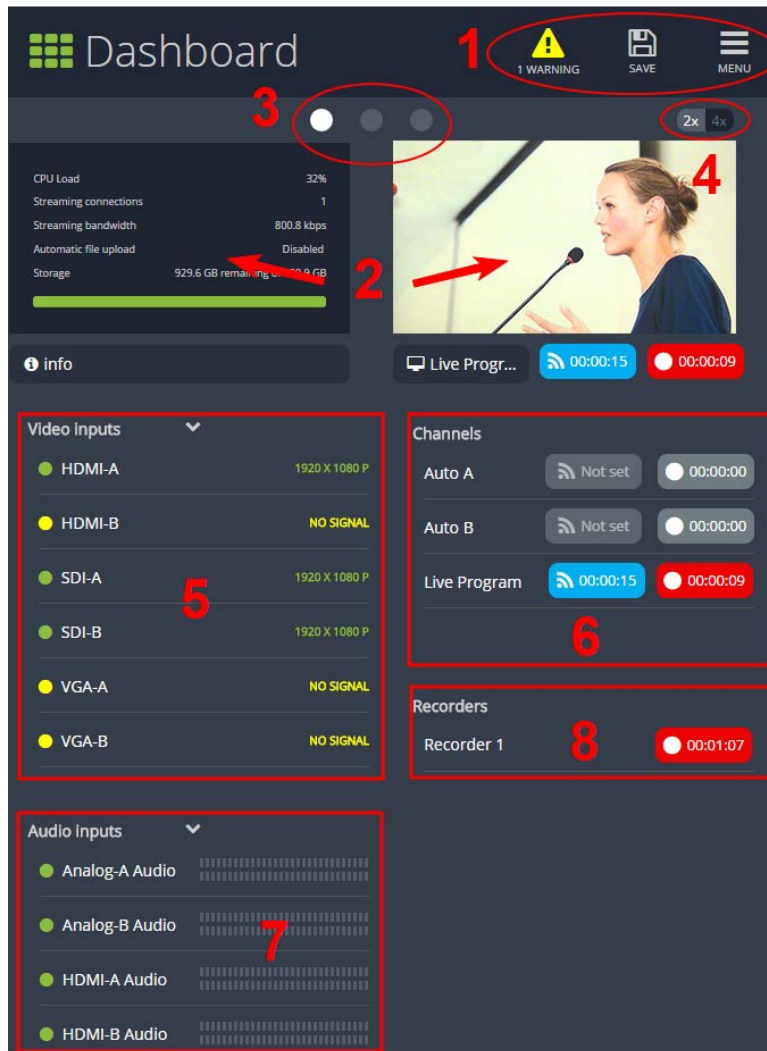 Dashboard
1
1 WARNING
SAVE
MENU
3
2x 4x
4
CPU Load 32%
Streaming connections 1
Streaming bandwidth 800.8 kbps
Automatic file upload Disabled
Storage 929.6 GB remaining GB
2
info
Live Progr... 00:00:15 00:00:09
Video inputs
HDMI-A 1920 X 1080 P
HDMI-B NO SIGNAL
SDI-A 1920 X 1080 P
5
SDI-B 1920 X 1080 P
VGA-A NO SIGNAL
VGA-B NO SIGNAL
Channels
Auto A Not set 00:00:00
Auto B Not set 00:00:00
Live Program 00:00:15 00:00:09
6
Recorders
Recorder 1 8 00:01:07
Audio inputs
Analog-A Audio
Analog-B Audio
7
HDMI-A Audio
HDMI-B Audio